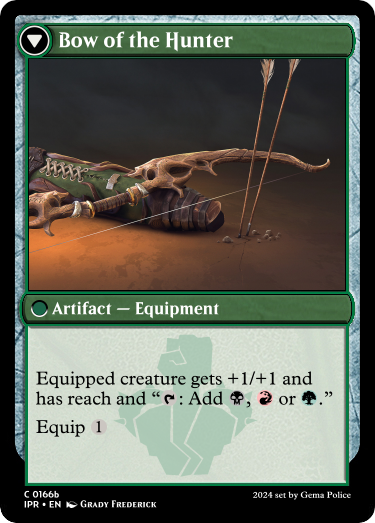 Bow of the Hunter
Artifact — Equipment
Equipped creature gets +1/+1 and
has reach and “: Add , or .”
Equip 1
C 0166b
IPR • EN Grady Frederick
2024 set by Gema Police